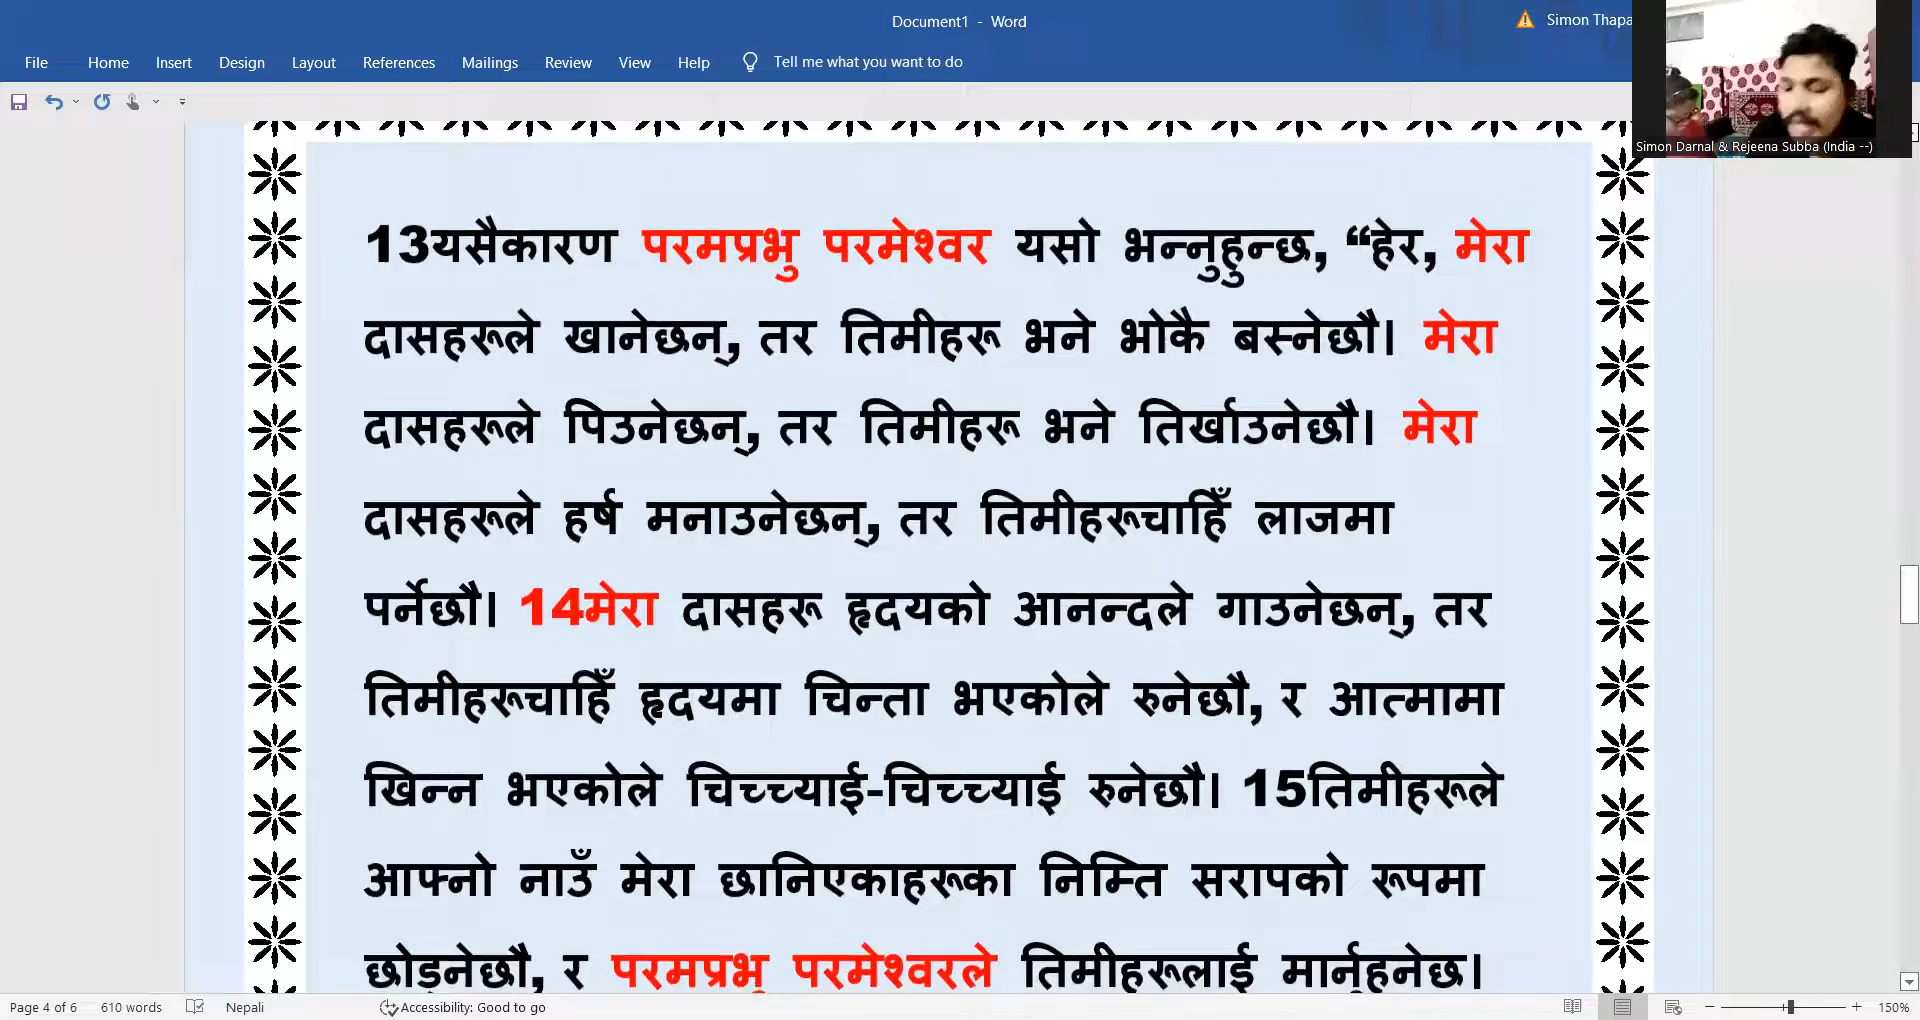 Document1 - Word
Simon Thapa
File Home Insert Design Layout References Mailings Review View Help Tell me what you want to do
Simon Darnal & Rejeena Subba (India --)
13यसैकारण परमप्रभु परमेश्वर यसो भन्नुहुन्छ, “हेर, मेरा
दासहरूले खानेछन्, तर तिमीहरू भने भोकै बस्नेछौ। मेरा
दासहरूले पिउनेछन्, तर तिमीहरू भने तिर्खाउनेछौ। मेरा
दासहरूले हर्ष मनाउनेछन्, तर तिमीहरूचाहिँ लाजमा
पर्नेछौ। 14मेरा दासहरू हृदयको आनन्दले गाउनेछन्, तर
तिमीहरूचाहिँ हृदयमा चिन्ता भएकोले रुनेछौ, र आत्मामा
खिन्न भएकोले चिच्च्याई-चिच्च्याई रुनेछौ। 15तिमीहरूले
आफ्नो नाउँ मेरा छानिएकाहरूका निम्ति सरापको रूपमा
छोड्नेछौ, र परमप्रभु परमेश्वरले तिमीहरूलाई मार्नुहुनेछ।
Page 4 of 6 610 words Nepali Accessibility: Good to go 150%